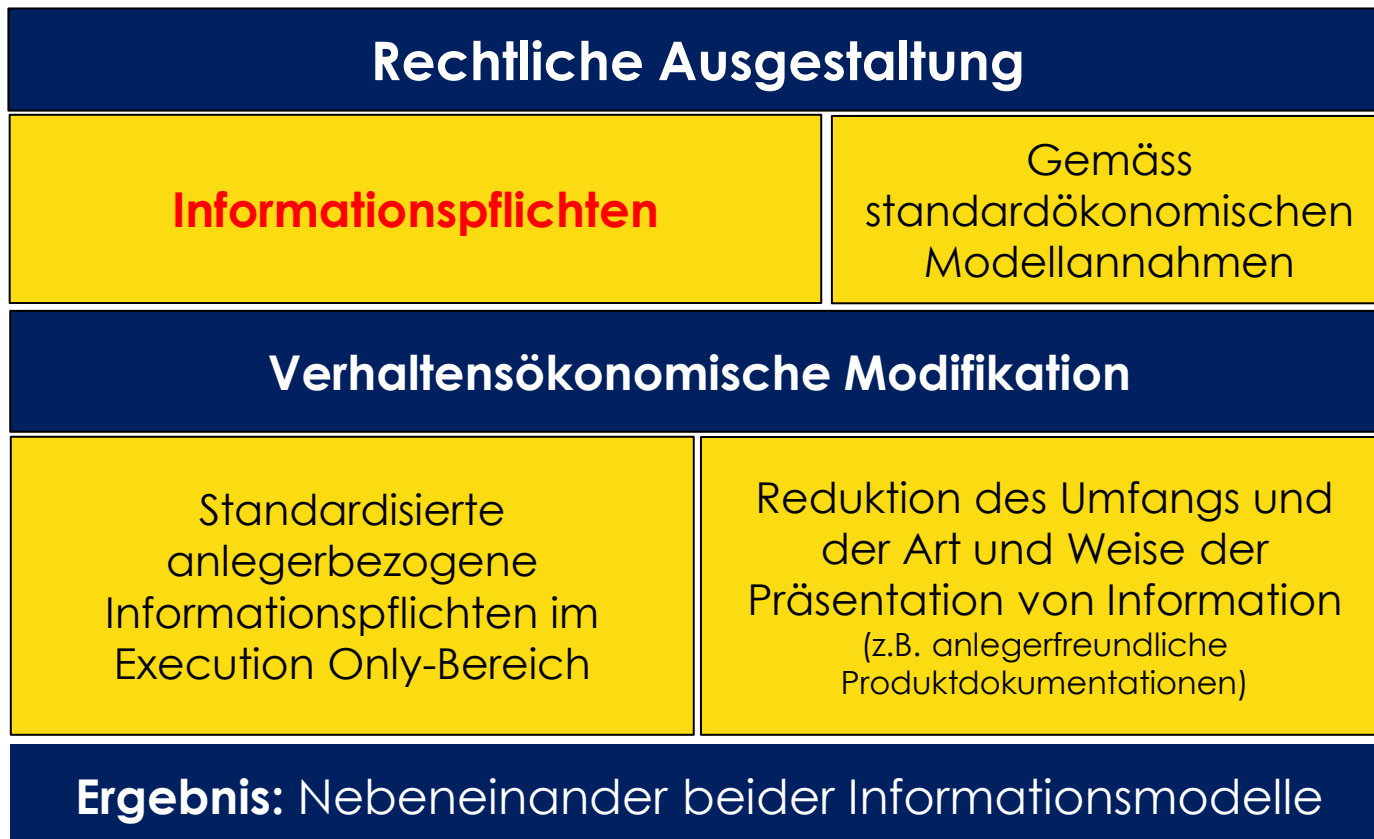 Rechtliche Ausgestaltung
Informationspflichten
Gemäss
standardökonomischen
Modellannahmen
Verhaltensökonomische Modifikation
Standardisierte
anlegerbezogene
Informationspflichten im
Execution Only-Bereich
Reduktion des Umfangs und
der Art und Weise der
Präsentation von Information
(z.B. anlegerfreundliche
Produktdokumentationen)
Ergebnis: Nebeneinander beider Informationsmodelle